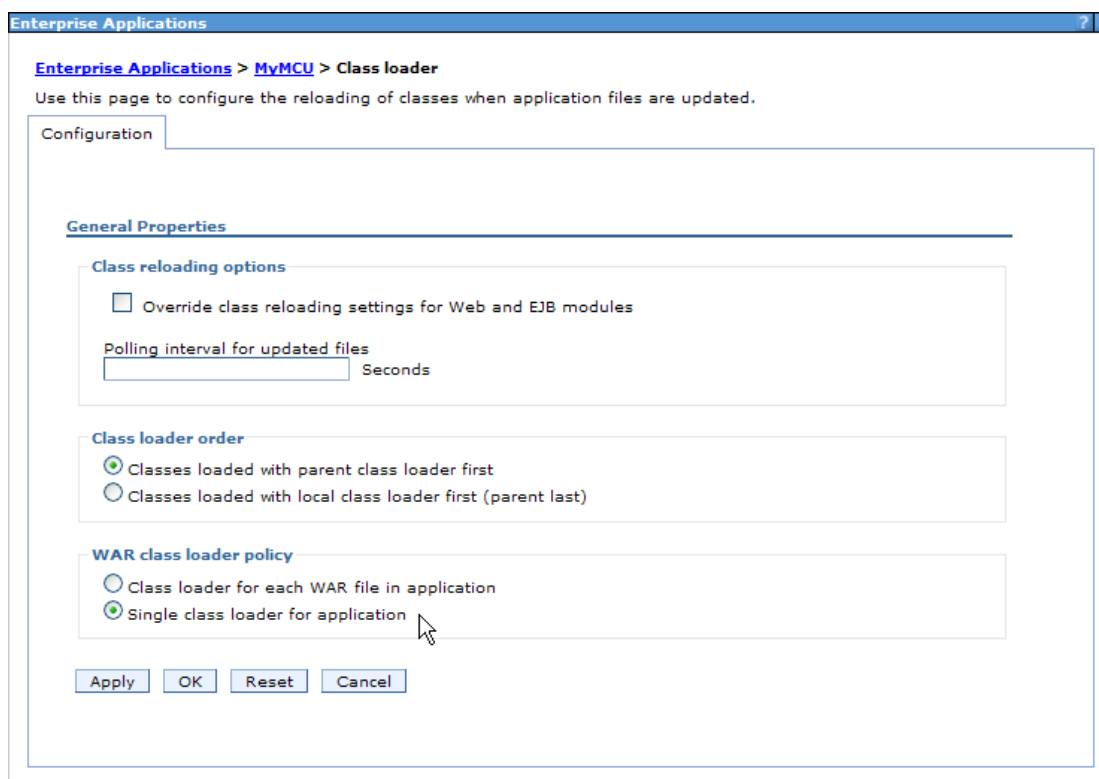 Enterprise Applications ?
Enterprise Applications > MyMCU > Class loader
Use this page to configure the reloading of classes when application files are updated.
Configuration
General Properties
Class reloading options
Override class reloading settings for Web and EJB modules
Polling interval for updated files
Seconds
Class loader order
Classes loaded with parent class loader first
Classes loaded with local class loader first (parent last)
WAR class loader policy
Class loader for each WAR file in application
Single class loader for application
Apply OK Reset Cancel